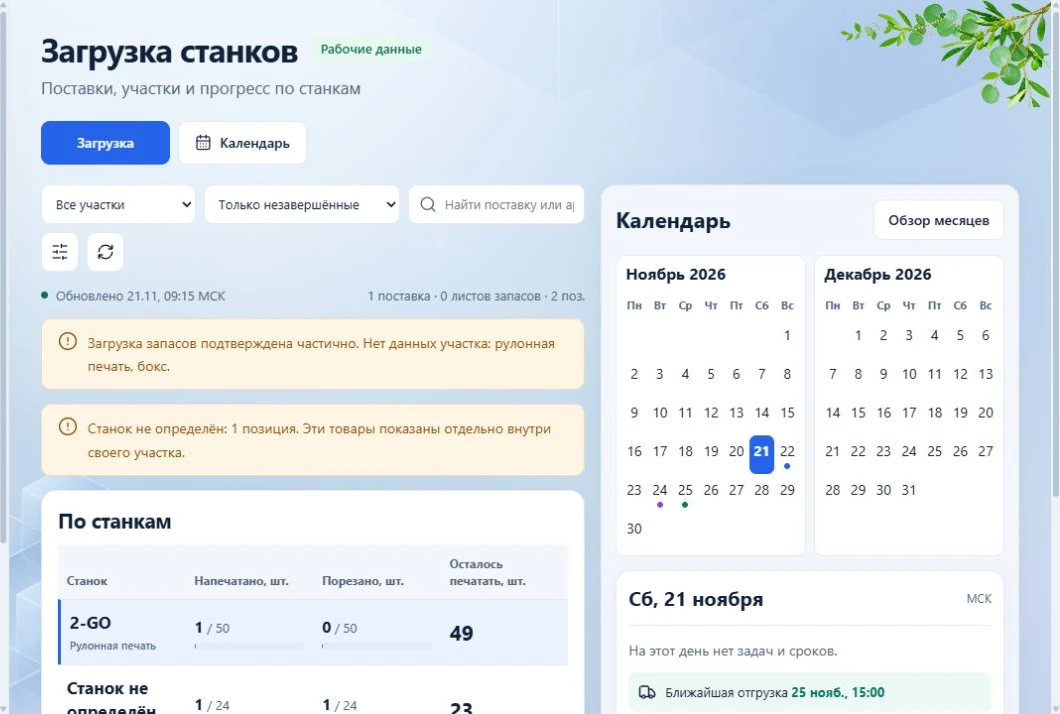 Загрузка станков
Рабочие данные
Поставки, участки и прогресс по станкам
Загрузка
Календарь
Все участки
Только незавершённые
Найти поставку или а
Обновлено 21.11, 09:15 МСК
1 поставка · 0 листов запасов · 2 поз.
Загрузка запасов подтверждена частично. Нет данных участка: рулонная
печать, бокс.
Станок не определён: 1 позиция. Эти товары показаны отдельно внутри
своего участка.
По станкам
Станок Напечатано, шт. Порезано, шт. Осталось
печатать, шт.
2-GO
Рулонная печать
1 / 50 0 / 50 49
Станок не
определён
1 / 24 1 / 24 23
Календарь
Обзор месяцев
Ноябрь 2026
Пн Вт Ср Чт Пт Сб Вс
1
2 3 4 5 6 7 8
9 10 11 12 13 14 15
16 17 18 19 20 21 22
23 24 25 26 27 28 29
30
Декабрь 2026
Пн Вт Ср Чт Пт Сб Вс
1 2 3 4 5 6
7 8 9 10 11 12 13
14 15 16 17 18 19 20
21 22 23 24 25 26 27
28 29 30 31
Сб, 21 ноября
МСК
На этот день нет задач и сроков.
Ближайшая отгрузка 25 нояб., 15:00